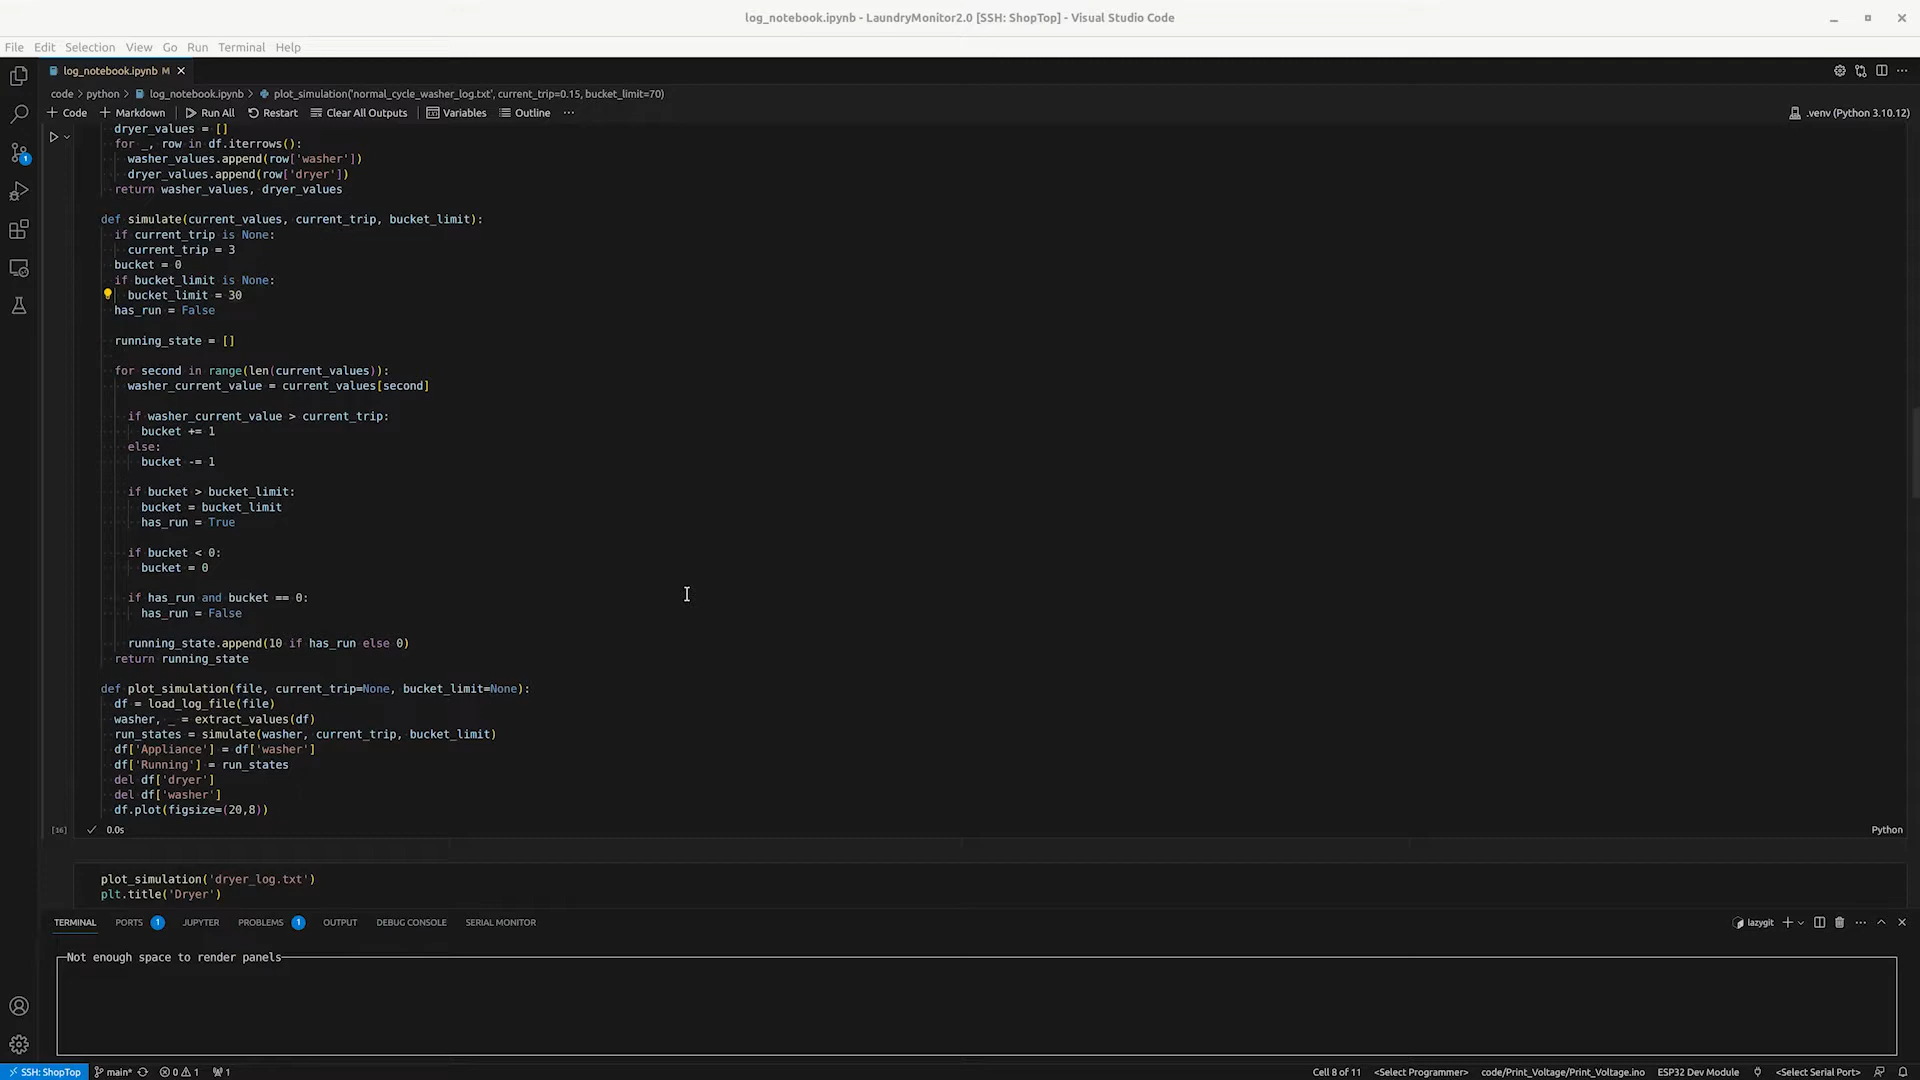 log_notebook.ipynb - LaundryMonitor2.0 [SSH: ShopTop] - Visual Studio Code
File Edit Selection View Go Run Terminal Help
log_notebook.ipynb M
code > python > log_notebook.ipynb > plot_simulation('normal_cycle_washer_log.txt', current_trip=0.15, bucket_limit=70)
+ Code + Markdown Run All Restart Clear All Outputs Variables Outline ... .venv (Python 3.10.12)
dryer_values = []
for _, row in df.iterrows():
washer_values.append(row['washer'])
dryer_values.append(row['dryer'])
return washer_values, dryer_values
def simulate(current_values, current_trip, bucket_limit):
if current_trip is None:
current_trip = 3
bucket = 0
if bucket_limit is None:
bucket_limit = 30
has_run = False
running_state = []
for second in range(len(current_values)):
washer_current_value = current_values[second]
if washer_current_value > current_trip:
bucket += 1
else:
bucket -= 1
if bucket > bucket_limit:
bucket = bucket_limit
has_run = True
if bucket < 0:
bucket = 0
if has_run and bucket == 0:
has_run = False
running_state.append(10 if has_run else 0)
return running_state
def plot_simulation(file, current_trip=None, bucket_limit=None):
df = load_log_file(file)
washer, _ = extract_values(df)
run_states = simulate(washer, current_trip, bucket_limit)
df['Appliance'] = df['washer']
df['Running'] = run_states
del df['dryer']
del df['washer']
df.plot(figsize=(20,8))
[16] 0.0s Python
plot_simulation('dryer_log.txt')
plt.title('Dryer')
TERMINAL PORTS 1 JUPYTER PROBLEMS 1 OUTPUT DEBUG CONSOLE SERIAL MONITOR lazygit
Not enough space to render panels
SSH: ShopTop main* 0 1 1 Cell 8 of 11 <Select Programmer> code/Print_Voltage/Print_Voltage.ino ESP32 Dev Module <Select Serial Port>